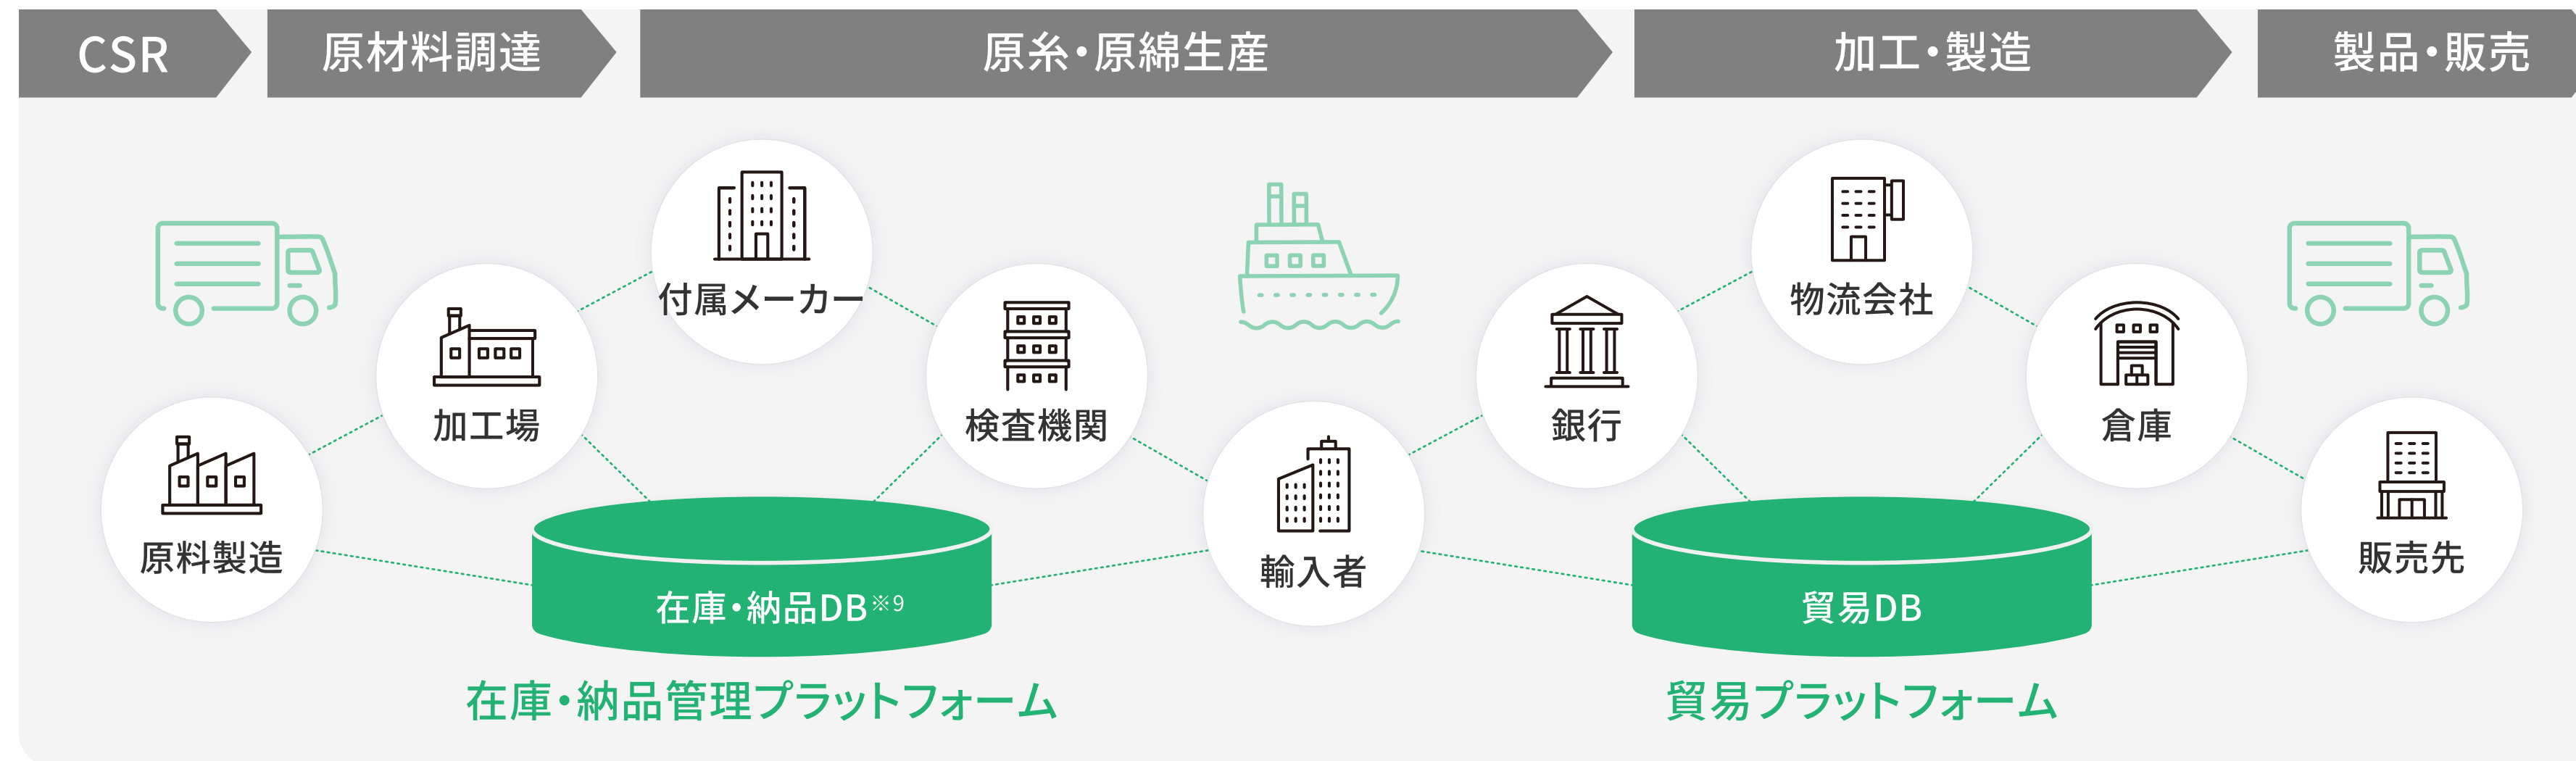 CSR
原材料調達
原糸・原綿生産
加工・製造
製品・販売
付属メーカー
物流会社
加工場
検査機関
銀行
倉庫
原料製造
輸入者
販売先
在庫・納品DB※9
貿易DB
在庫・納品管理プラットフォーム
貿易プラットフォーム